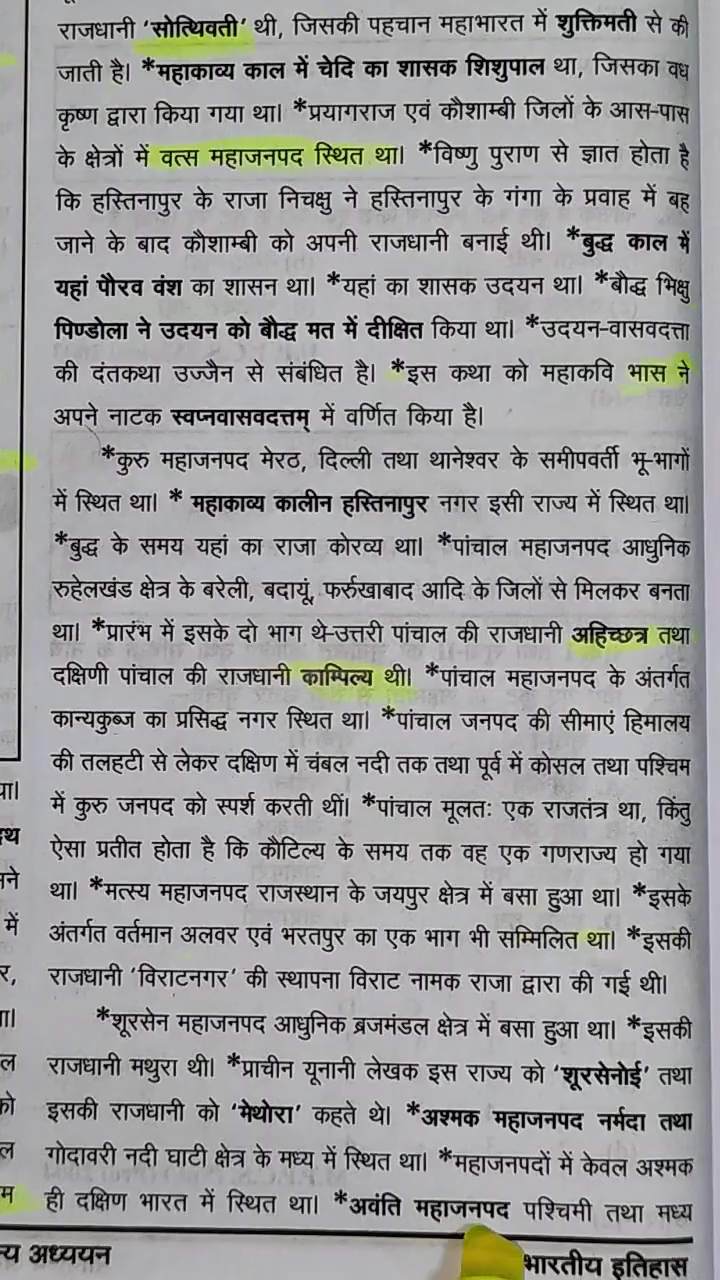 राजधानी ‘सोत्थिवती’ थी, जिसकी पहचान महाभारत में शुक्तिमती से की
जाती है। *महाकाव्य काल में चेदि का शासक शिशुपाल था, जिसका वध
कृष्ण द्वारा किया गया था। *प्रयागराज एवं कौशाम्बी जिलों के आस-पास
के क्षेत्रों में वत्स महाजनपद स्थित था। *विष्णु पुराण से ज्ञात होता है
कि हस्तिनापुर के राजा निचक्षु ने हस्तिनापुर के गंगा के प्रवाह में बह
जाने के बाद कौशाम्बी को अपनी राजधानी बनाई थी। *बुद्ध काल में
यहां पौरव वंश का शासन था। *यहां का शासक उदयन था। *बौद्ध भिक्षु
पिण्डोला ने उदयन को बौद्ध मत में दीक्षित किया था। *उदयन-वासवदत्ता
की दंतकथा उज्जैन से संबंधित है। *इस कथा को महाकवि भास ने
अपने नाटक स्वप्नवासवदत्तम् में वर्णित किया है।
*कुरु महाजनपद मेरठ, दिल्ली तथा थानेश्वर के समीपवर्ती भू-भागों
में स्थित था। * महाकाव्य कालीन हस्तिनापुर नगर इसी राज्य में स्थित था।
*बुद्ध के समय यहां का राजा कोरव्य था। *पांचाल महाजनपद आधुनिक
रुहेलखंड क्षेत्र के बरेली, बदायूं, फर्रुखाबाद आदि के जिलों से मिलकर बनता
था। *प्रारंभ में इसके दो भाग थे-उत्तरी पांचाल की राजधानी अहिच्छत्र तथा
दक्षिणी पांचाल की राजधानी काम्पिल्य थी। *पांचाल महाजनपद के अंतर्गत
कान्यकुब्ज का प्रसिद्ध नगर स्थित था। *पांचाल जनपद की सीमाएं हिमालय
की तलहटी से लेकर दक्षिण में चंबल नदी तक तथा पूर्व में कोसल तथा पश्चिम
में कुरु जनपद को स्पर्श करती थीं। *पांचाल मूलतः एक राजतंत्र था, किंतु
ऐसा प्रतीत होता है कि कौटिल्य के समय तक वह एक गणराज्य हो गया
था। *मत्स्य महाजनपद राजस्थान के जयपुर क्षेत्र में बसा हुआ था। *इसके
अंतर्गत वर्तमान अलवर एवं भरतपुर का एक भाग भी सम्मिलित था। *इसकी
राजधानी ‘विराटनगर’ की स्थापना विराट नामक राजा द्वारा की गई थी।
*शूरसेन महाजनपद आधुनिक ब्रजमंडल क्षेत्र में बसा हुआ था। *इसकी
राजधानी मथुरा थी। *प्राचीन यूनानी लेखक इस राज्य को ‘शूरसेनोई’ तथा
इसकी राजधानी को ‘मेथोरा’ कहते थे। *अश्मक महाजनपद नर्मदा तथा
गोदावरी नदी घाटी क्षेत्र के मध्य में स्थित था। *महाजनपदों में केवल अश्मक
ही दक्षिण भारत में स्थित था। *अवंति महाजनपद पश्चिमी तथा मध्य
अध्ययन
भारतीय इतिहास